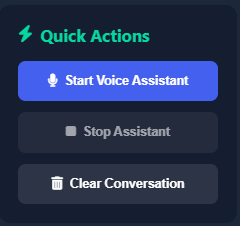 Quick Actions
Start Voice Assistant
Stop Assistant
Clear Conversation